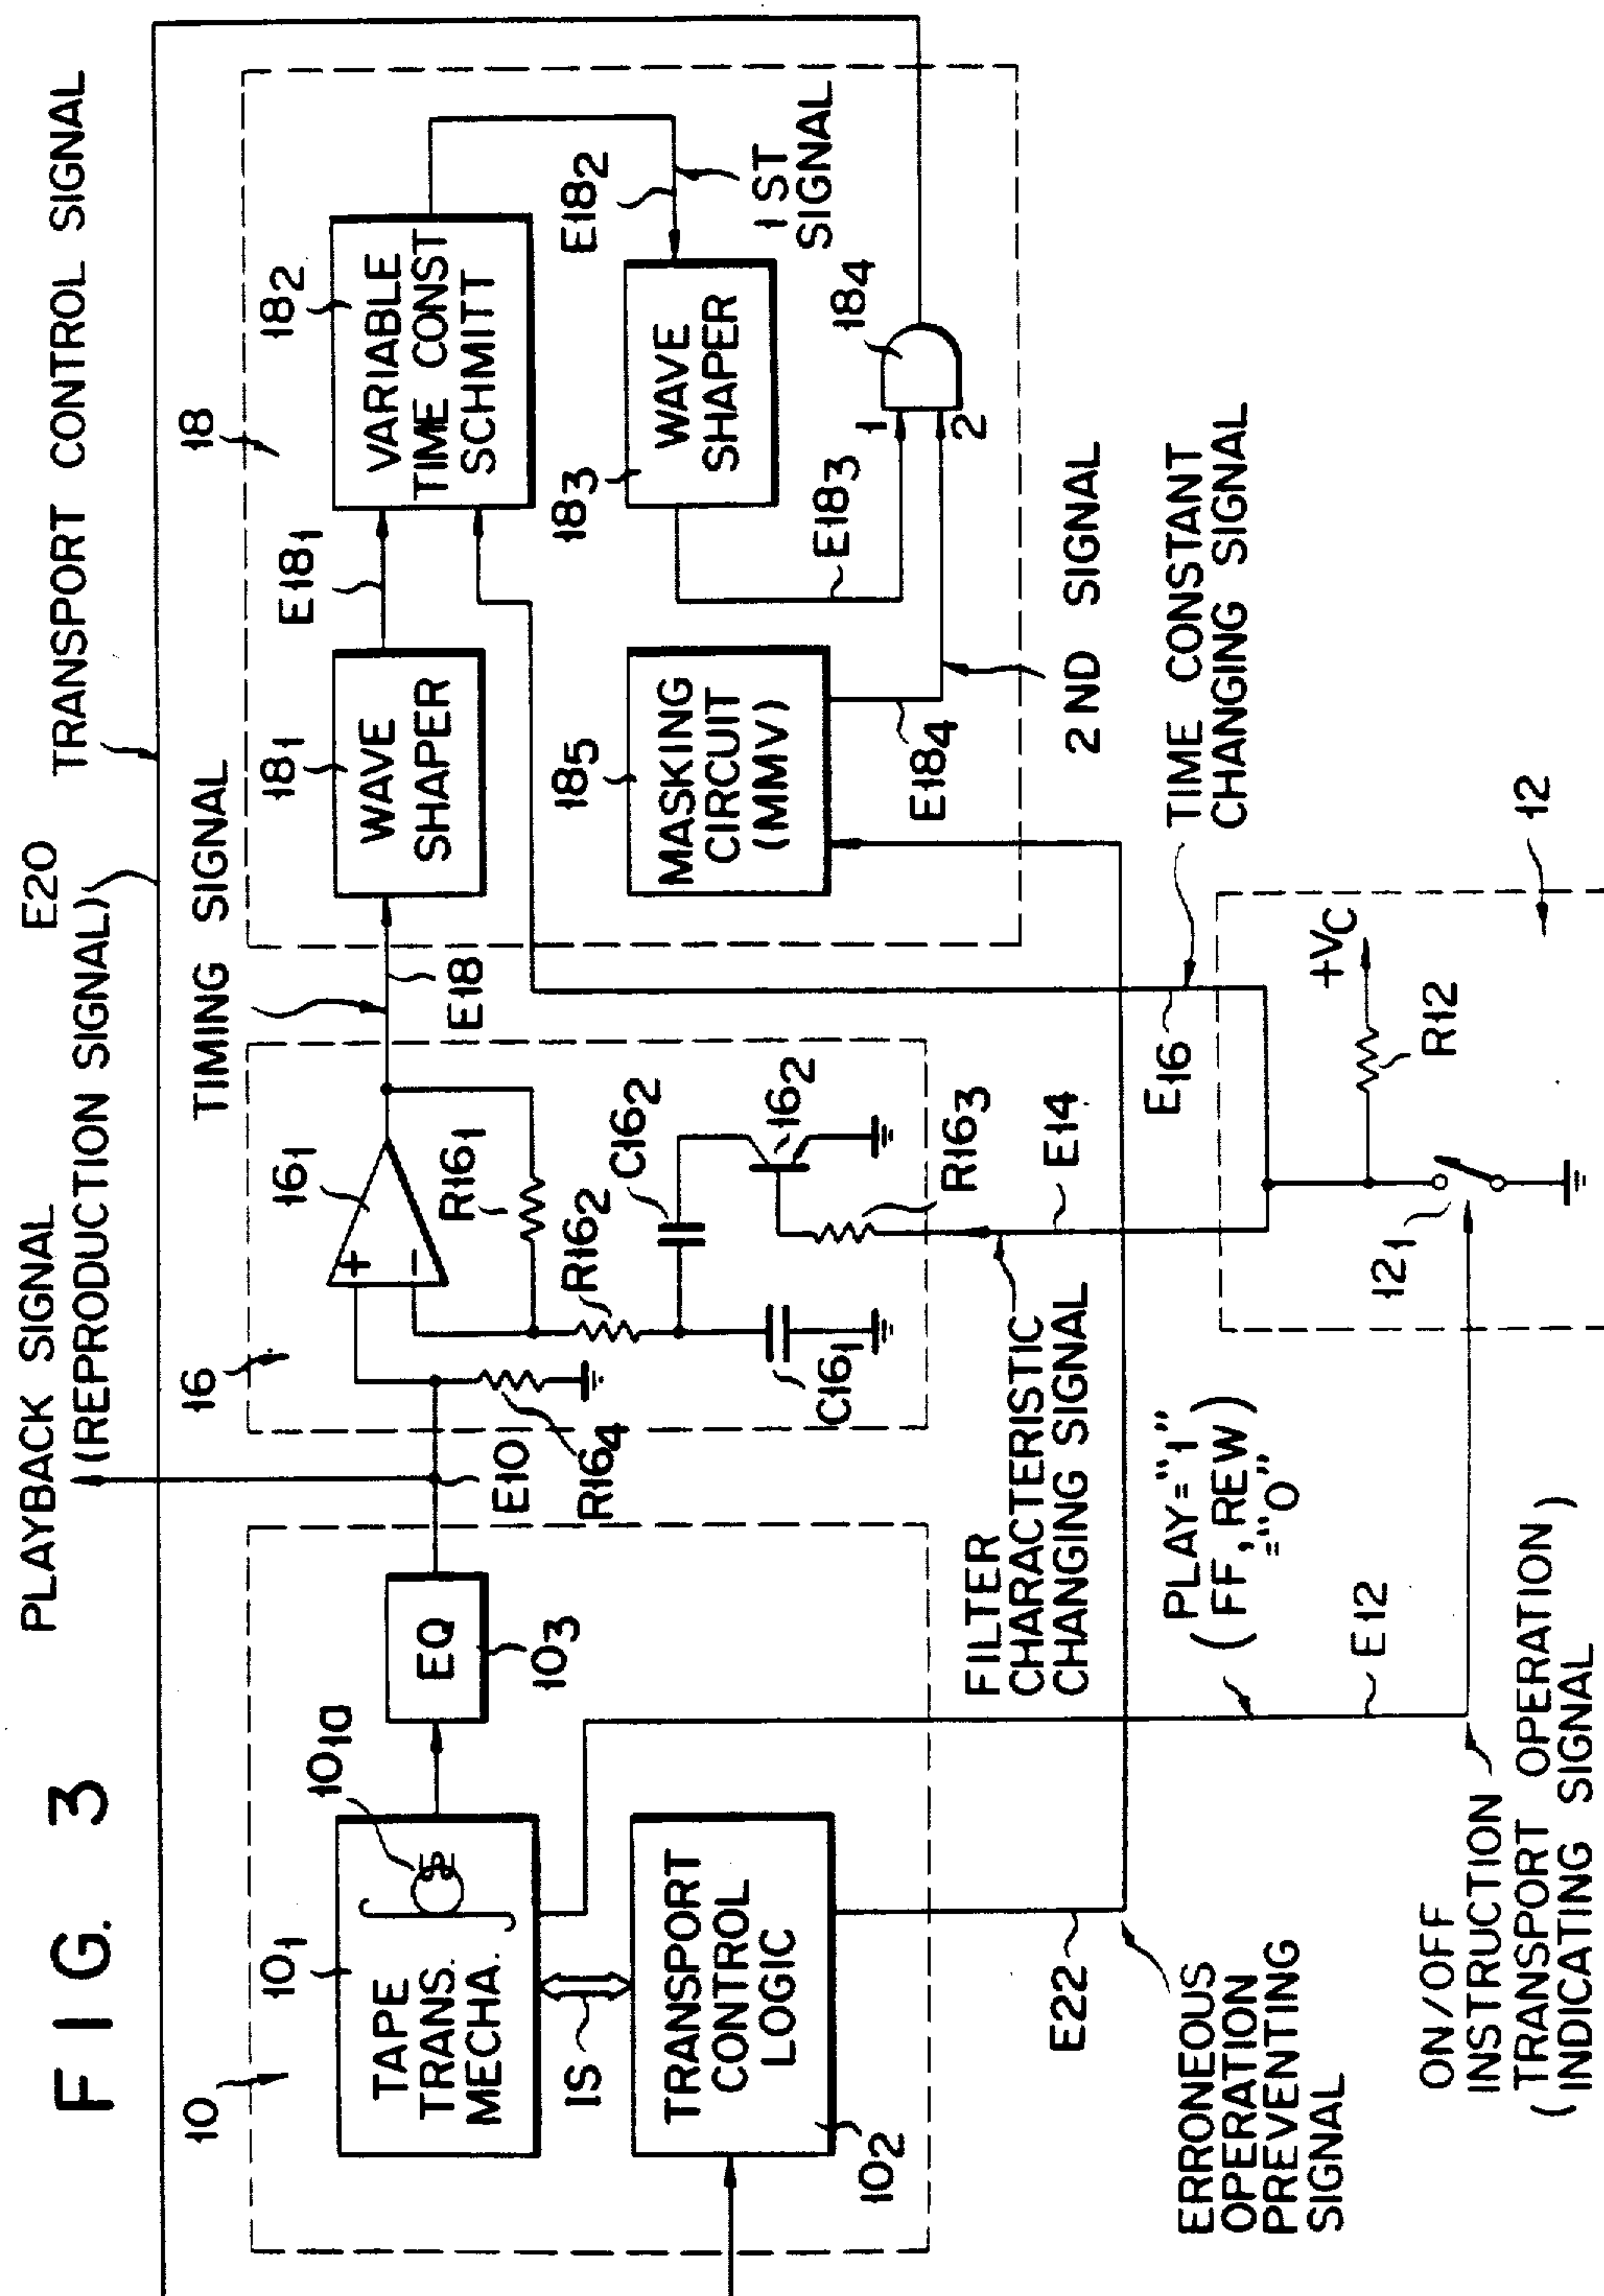 FIG. 3
PLAYBACK SIGNAL
(REPRODUCTION SIGNAL)
E20
TRANSPORT CONTROL SIGNAL
10
10₁
TAPE
TRANS.
MECHA.
10₁a
EQ
10₃
IS
TRANSPORT
CONTROL
LOGIC
10₂
E10
16
16₁
+
−
R16₁
R16₂
R16₄
C16₁
C16₂
16₂
R16₃
TIMING SIGNAL
E18
18
18₁
WAVE
SHAPER
E18₁
18₂
VARIABLE
TIME CONST
SCHMITT
E18₂
1ST
SIGNAL
18₃
WAVE
SHAPER
E18₃
18₄
1
2
18₅
MASKING
CIRCUIT
(MMV)
E18₄
2ND SIGNAL
FILTER
CHARACTERISTIC
CHANGING SIGNAL
E14
E16
TIME CONSTANT
CHANGING SIGNAL
E22
ERRONEOUS
OPERATION
PREVENTING
SIGNAL
(PLAY="1"
FF, REW)
="0"
E12
ON/OFF
INSTRUCTION
(TRANSPORT OPERATION
INDICATING SIGNAL)
12
12₁
+VC
R12